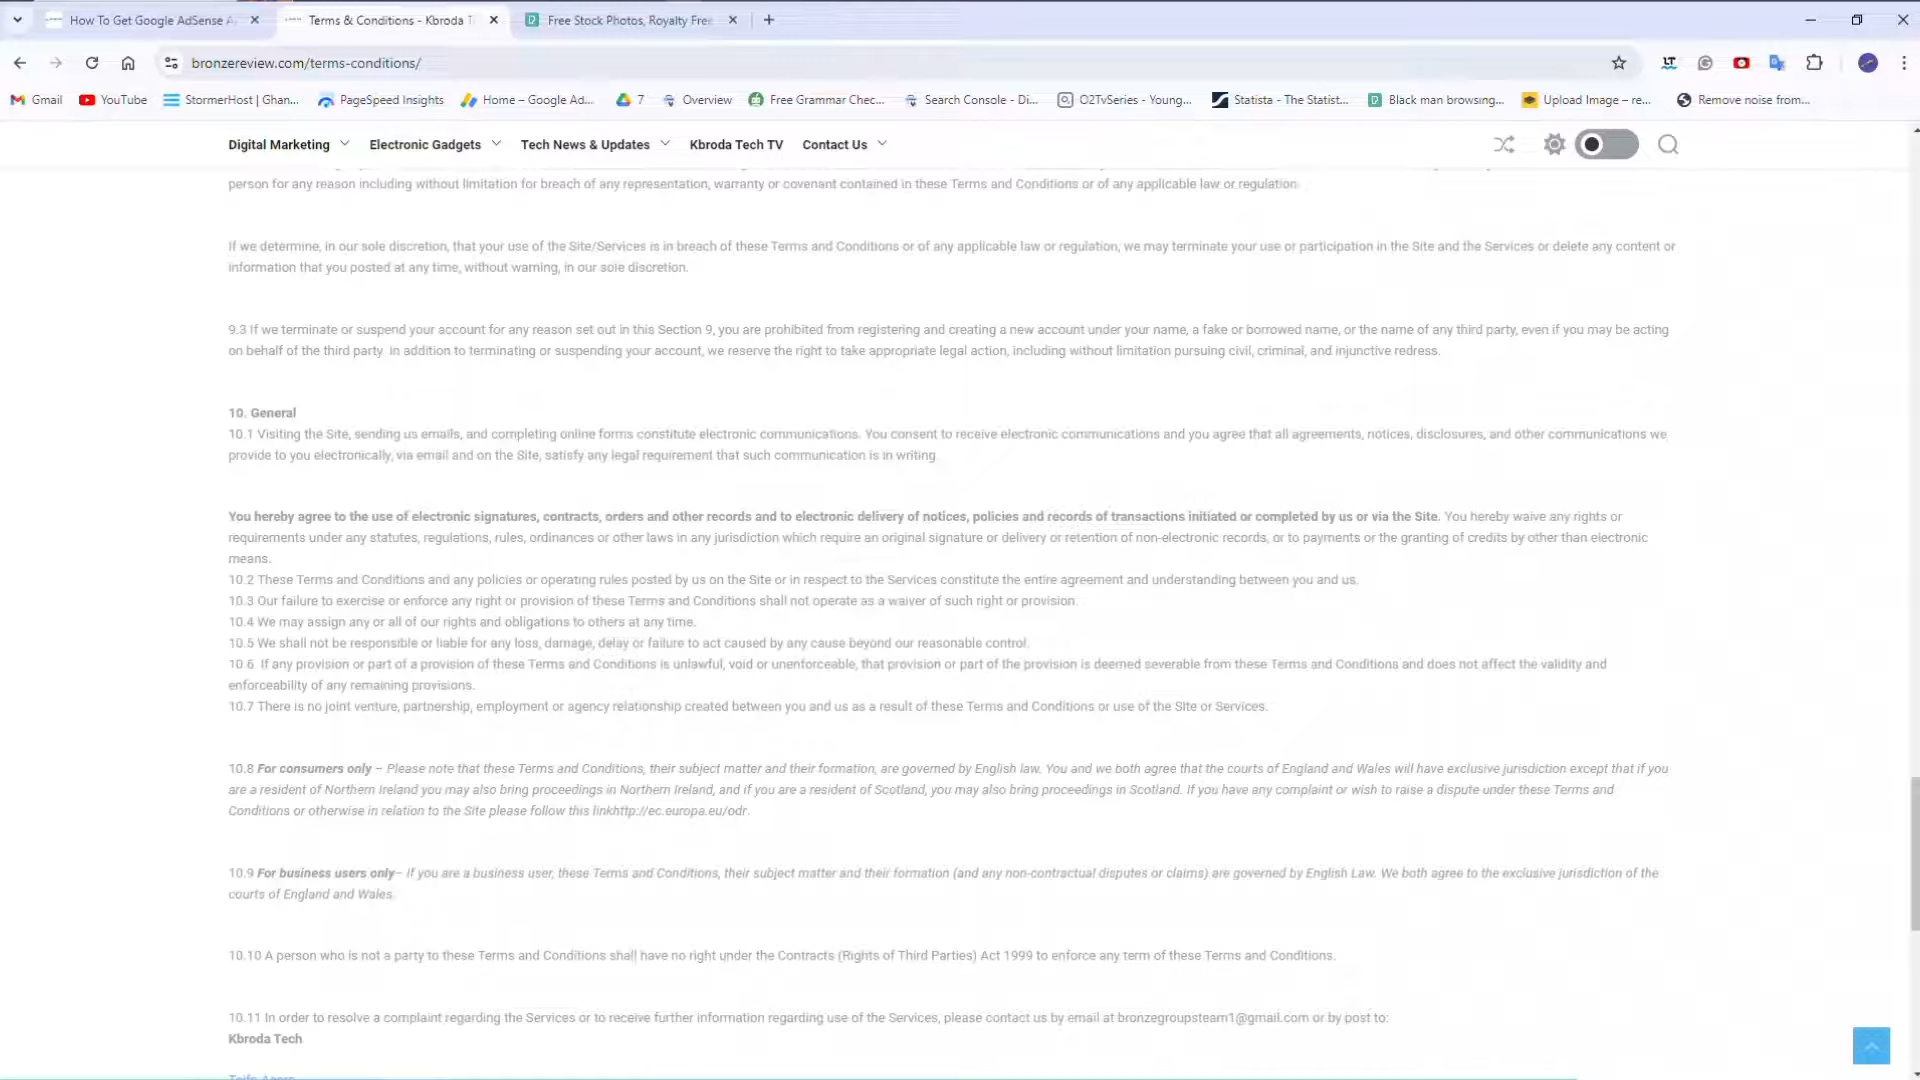 How To Get Google AdSense A
Terms & Conditions - Kbroda T
Free Stock Photos, Royalty Free
bronzereview.com/terms-conditions/
Gmail
YouTube
StormerHost | Ghan...
PageSpeed Insights
Home – Google Ad...
7
Overview
Free Grammar Chec...
Search Console - Di...
O2TvSeries - Young...
Statista - The Statist...
Black man browsing...
Upload Image – re...
Remove noise from...
Digital Marketing
Electronic Gadgets
Tech News & Updates
Kbroda Tech TV
Contact Us
person for any reason including without limitation for breach of any representation, warranty or covenant contained in these Terms and Conditions or of any applicable law or regulation.
If we determine, in our sole discretion, that your use of the Site/Services is in breach of these Terms and Conditions or of any applicable law or regulation, we may terminate your use or participation in the Site and the Services or delete any content or
information that you posted at any time, without warning, in our sole discretion.
9.3 If we terminate or suspend your account for any reason set out in this Section 9, you are prohibited from registering and creating a new account under your name, a fake or borrowed name, or the name of any third party, even if you may be acting
on behalf of the third party. In addition to terminating or suspending your account, we reserve the right to take appropriate legal action, including without limitation pursuing civil, criminal, and injunctive redress.
10. General
10.1 Visiting the Site, sending us emails, and completing online forms constitute electronic communications. You consent to receive electronic communications and you agree that all agreements, notices, disclosures, and other communications we
provide to you electronically, via email and on the Site, satisfy any legal requirement that such communication is in writing.
You hereby agree to the use of electronic signatures, contracts, orders and other records and to electronic delivery of notices, policies and records of transactions initiated or completed by us or via the Site. You hereby waive any rights or
requirements under any statutes, regulations, rules, ordinances or other laws in any jurisdiction which require an original signature or delivery or retention of non-electronic records, or to payments or the granting of credits by other than electronic
means.
10.2 These Terms and Conditions and any policies or operating rules posted by us on the Site or in respect to the Services constitute the entire agreement and understanding between you and us.
10.3 Our failure to exercise or enforce any right or provision of these Terms and Conditions shall not operate as a waiver of such right or provision.
10.4 We may assign any or all of our rights and obligations to others at any time.
10.5 We shall not be responsible or liable for any loss, damage, delay or failure to act caused by any cause beyond our reasonable control.
10.6 If any provision or part of a provision of these Terms and Conditions is unlawful, void or unenforceable, that provision or part of the provision is deemed severable from these Terms and Conditions and does not affect the validity and
enforceability of any remaining provisions.
10.7 There is no joint venture, partnership, employment or agency relationship created between you and us as a result of these Terms and Conditions or use of the Site or Services.
10.8 For consumers only – Please note that these Terms and Conditions, their subject matter and their formation, are governed by English law. You and we both agree that the courts of England and Wales will have exclusive jurisdiction except that if you
are a resident of Northern Ireland you may also bring proceedings in Northern Ireland, and if you are a resident of Scotland, you may also bring proceedings in Scotland. If you have any complaint or wish to raise a dispute under these Terms and
Conditions or otherwise in relation to the Site please follow this linkhttp://ec.europa.eu/odr.
10.9 For business users only– If you are a business user, these Terms and Conditions, their subject matter and their formation (and any non-contractual disputes or claims) are governed by English Law. We both agree to the exclusive jurisdiction of the
courts of England and Wales.
10.10 A person who is not a party to these Terms and Conditions shall have no right under the Contracts (Rights of Third Parties) Act 1999 to enforce any term of these Terms and Conditions.
10.11 In order to resolve a complaint regarding the Services or to receive further information regarding use of the Services, please contact us by email at bronzegroupsteam1@gmail.com or by post to:
Kbroda Tech